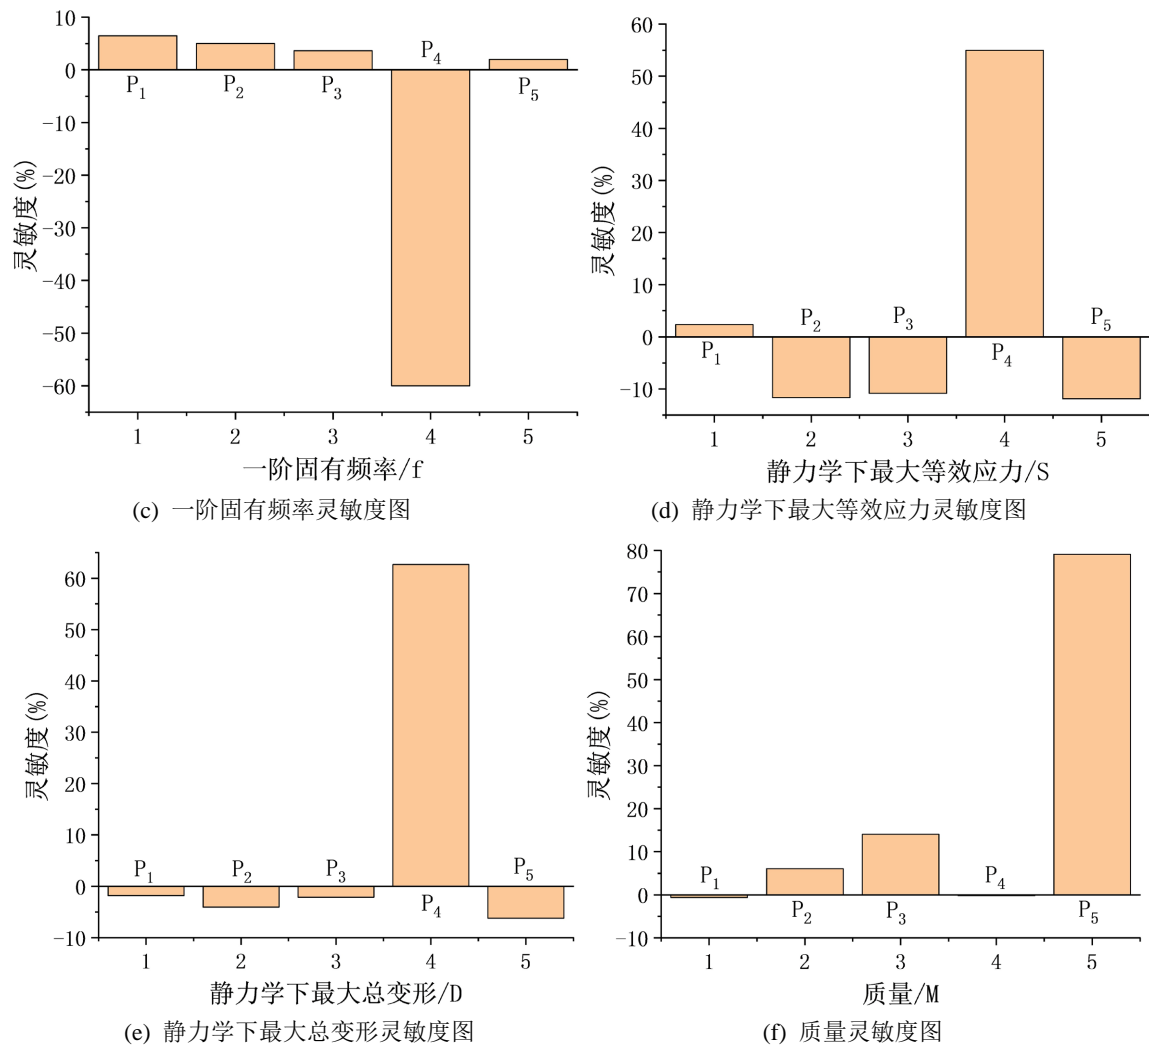 10
0
−10
−20
−30
−40
−50
−60
灵敏度(%)
P1
P2
P3
P4
P5
1 2 3 4 5
一阶固有频率/f
(c) 一阶固有频率灵敏度图
60
50
40
30
20
10
0
−10
灵敏度(%)
P1
P2
P3
P4
P5
1 2 3 4 5
静力学下最大等效应力/S
(d) 静力学下最大等效应力灵敏度图
60
50
40
30
20
10
0
−10
灵敏度(%)
P1
P2
P3
P4
P5
1 2 3 4 5
静力学下最大总变形/D
(e) 静力学下最大总变形灵敏度图
80
70
60
50
40
30
20
10
0
−10
灵敏度(%)
P1
P2
P3
P4
P5
1 2 3 4 5
质量/M
(f) 质量灵敏度图